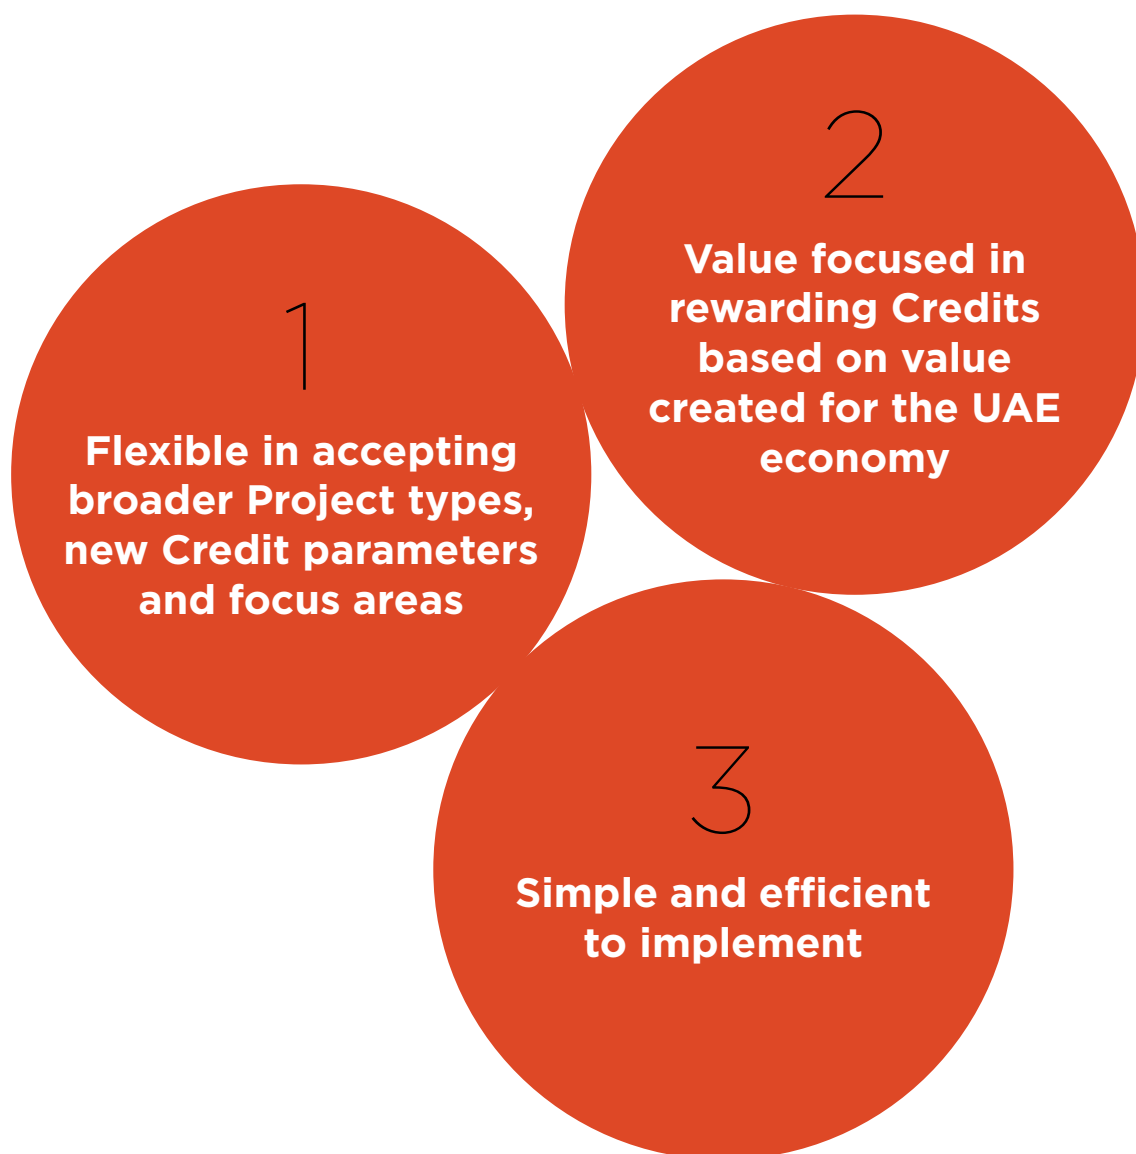 1
Flexible in accepting
broader Project types,
new Credit parameters
and focus areas
2
Value focused in
rewarding Credits
based on value
created for the UAE
economy
3
Simple and efficient
to implement